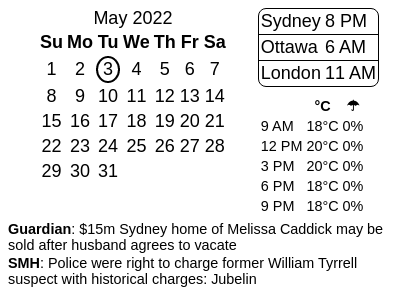 May 2022
Su Mo Tu We Th Fr Sa
1 2 3 4 5 6 7
8 9 10 11 12 13 14
15 16 17 18 19 20 21
22 23 24 25 26 27 28
29 30 31
Sydney 8 PM
Ottawa 6 AM
London 11 AM
°C ☂
9 AM 18°C 0%
12 PM 20°C 0%
3 PM 20°C 0%
6 PM 18°C 0%
9 PM 18°C 0%
Guardian: $15m Sydney home of Melissa Caddick may be
sold after husband agrees to vacate
SMH: Police were right to charge former William Tyrrell
suspect with historical charges: Jubelin